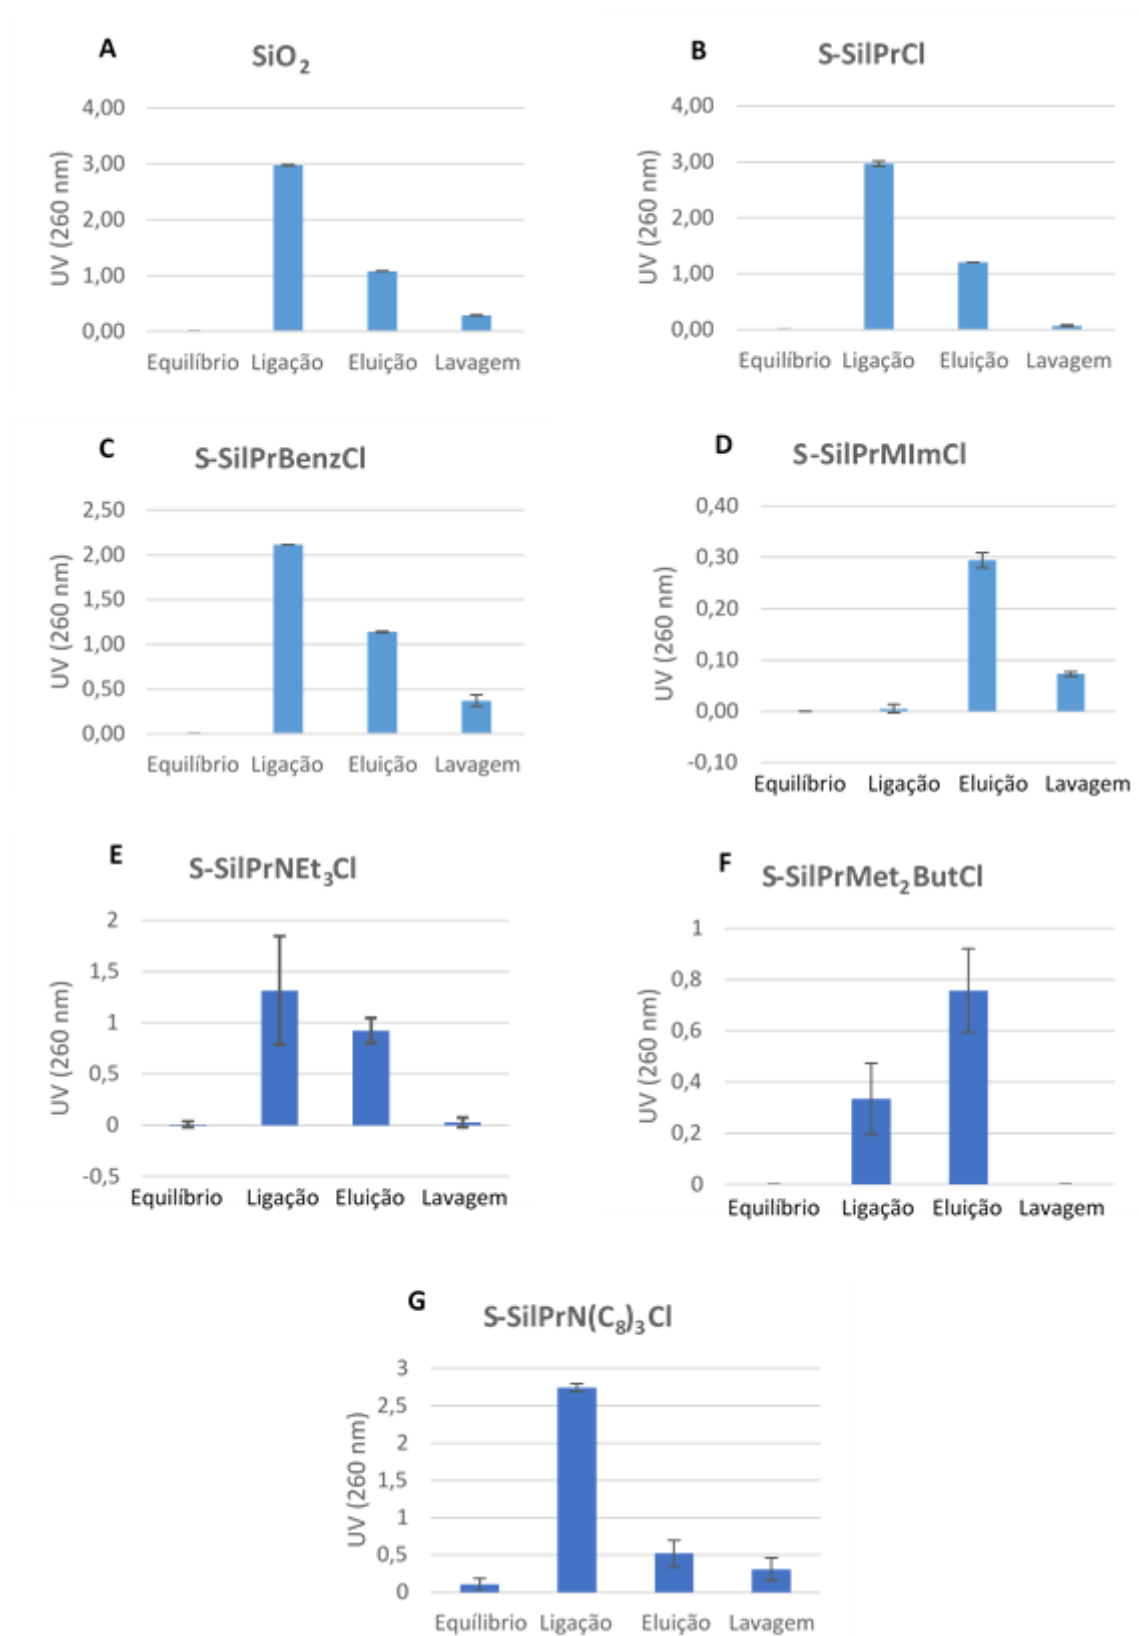 A
SiO₂
UV (260 nm)
4,00
3,00
2,00
1,00
0,00
Equilíbrio Ligação Eluição Lavagem
B
S-SilPrCl
UV (260 nm)
4,00
3,00
2,00
1,00
0,00
Equilíbrio Ligação Eluição Lavagem
C
S-SilPrBenzCl
UV (260 nm)
2,50
2,00
1,50
1,00
0,50
0,00
Equilíbrio Ligação Eluição Lavagem
D
S-SilPrMImCl
UV (260 nm)
0,40
0,30
0,20
0,10
0,00
-0,10
Equilíbrio Ligação Eluição Lavagem
E
S-SilPrNEt₃Cl
UV (260 nm)
2
1,5
1
0,5
0
-0,5
Equilíbrio Ligação Eluição Lavagem
F
S-SilPrMet₂ButCl
UV (260 nm)
1
0,8
0,6
0,4
0,2
0
Equilíbrio Ligação Eluição Lavagem
G
S-SilPrN(C₈)₃Cl
UV (260 nm)
3
2,5
2
1,5
1
0,5
0
Equílibrio Ligação Eluição Lavagem